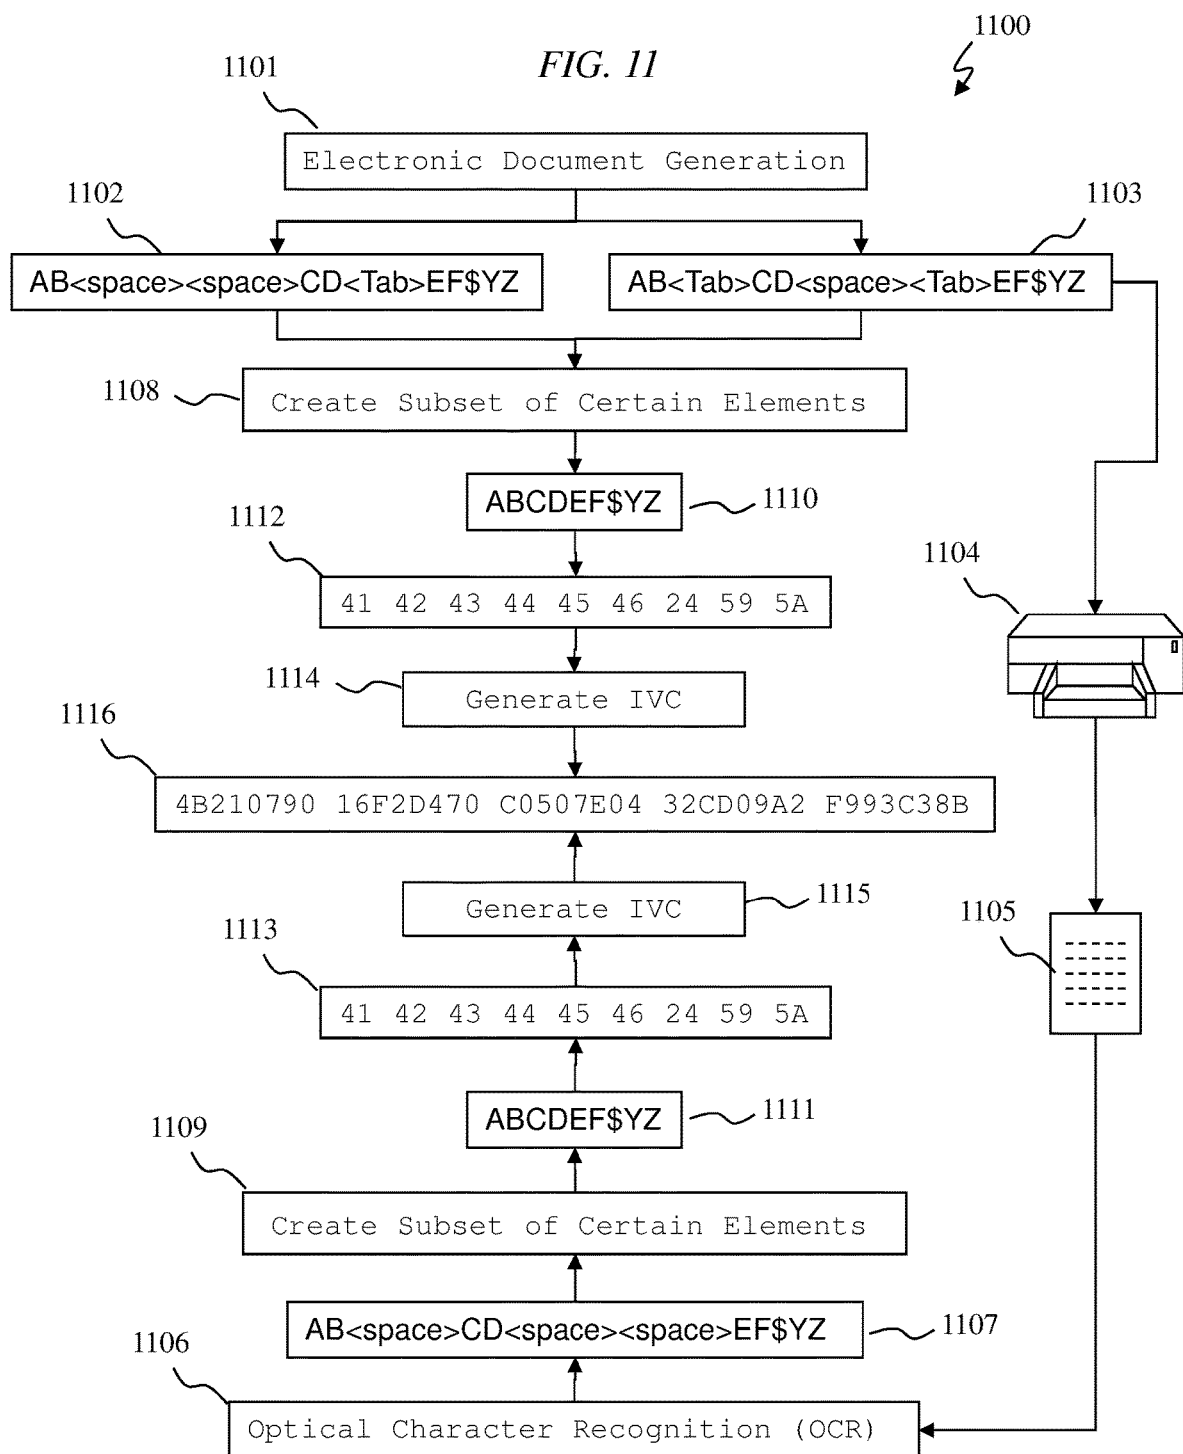 1100
FIG. 11
1101
Electronic Document Generation
1102
1103
AB<space><space>CD<Tab>EF$YZ
AB<Tab>CD<space><Tab>EF$YZ
1108
Create Subset of Certain Elements
ABCDEF$YZ
1110
1112
1104
41 42 43 44 45 46 24 59 5A
1114
Generate IVC
1116
4B210790 16F2D470 C0507E04 32CD09A2 F993C38B
Generate IVC
1115
1105
1113
41 42 43 44 45 46 24 59 5A
ABCDEF$YZ
1111
1109
Create Subset of Certain Elements
AB<space>CD<space><space>EF$YZ
1107
1106
Optical Character Recognition (OCR)